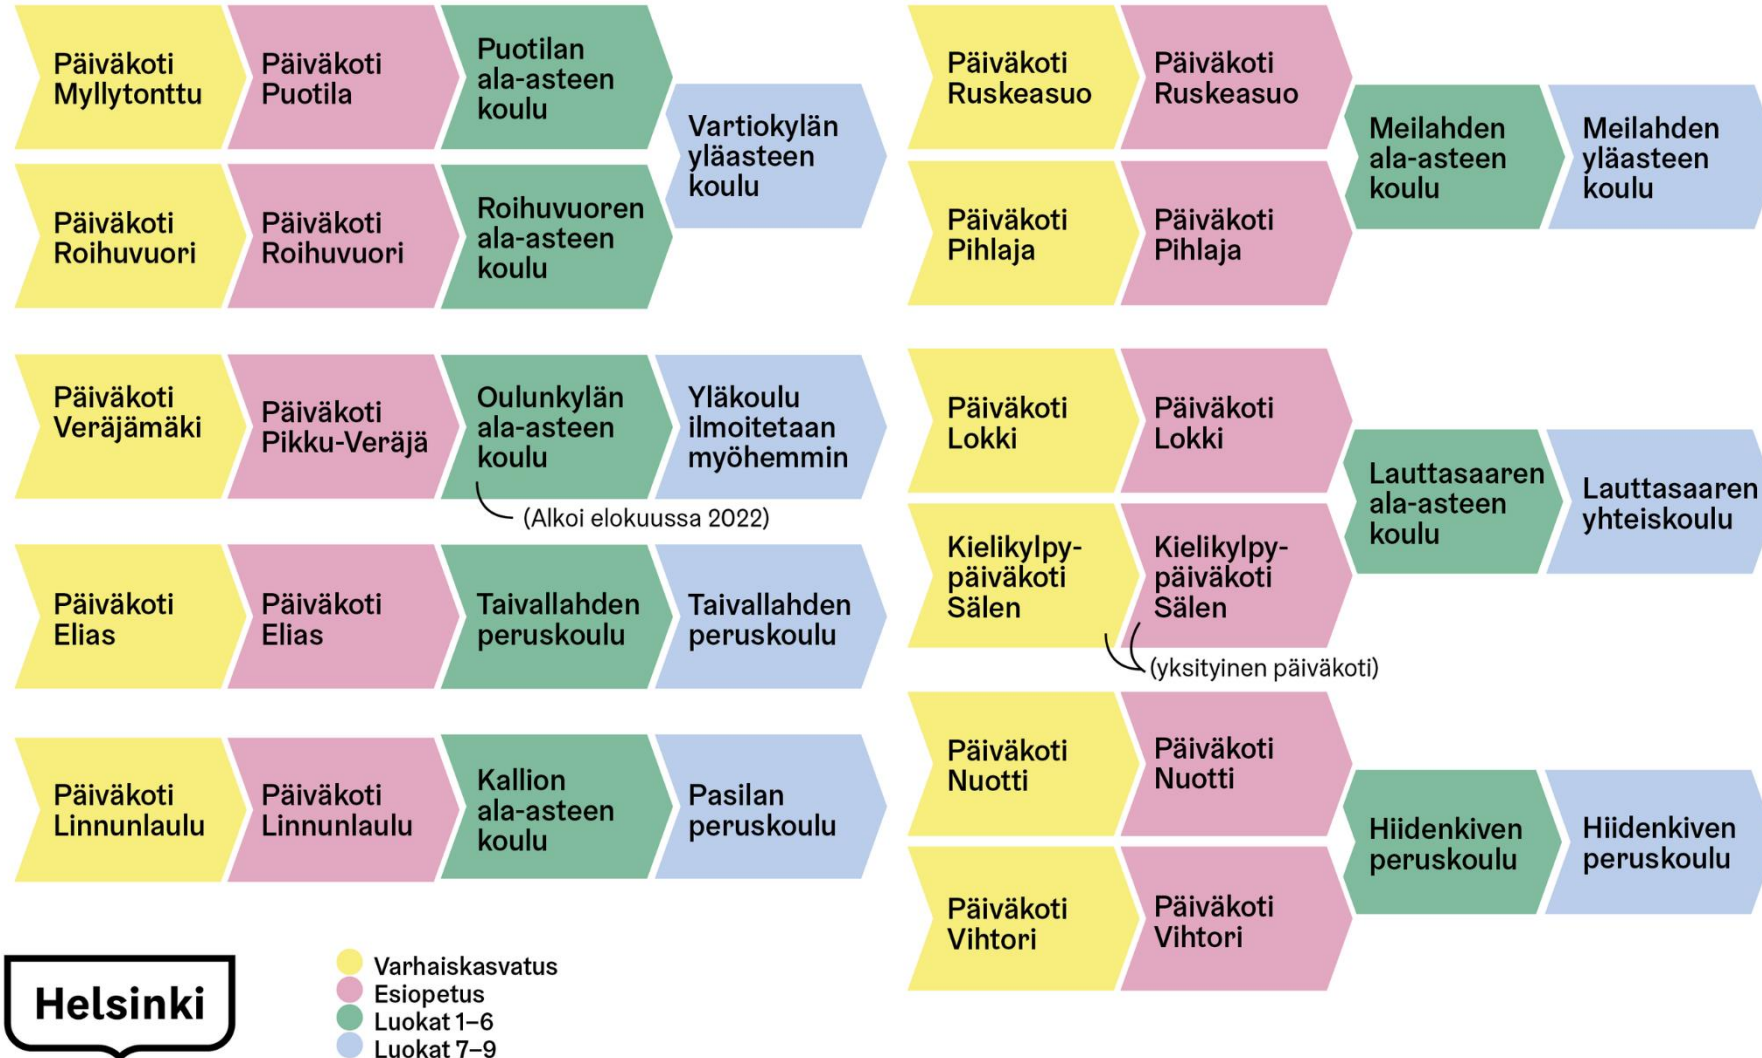 Päiväkoti
Myllytonttu
Päiväkoti
Puotila
Puotilan
ala-asteen
koulu
Päiväkoti
Roihuvuori
Päiväkoti
Roihuvuori
Roihuvuoren
ala-asteen
koulu
Vartiokylän
yläasteen
koulu
Päiväkoti
Veräjämäki
Päiväkoti
Pikku-Veräjä
Oulunkylän
ala-asteen
koulu
Yläkoulu
ilmoitetaan
myöhemmin
(Alkoi elokuussa 2022)
Päiväkoti
Elias
Päiväkoti
Elias
Taivallahden
peruskoulu
Taivallahden
peruskoulu
Päiväkoti
Linnunlaulu
Päiväkoti
Linnunlaulu
Kallion
ala-asteen
koulu
Pasilan
peruskoulu
Päiväkoti
Ruskeasuo
Päiväkoti
Ruskeasuo
Päiväkoti
Pihlaja
Päiväkoti
Pihlaja
Meilahden
ala-asteen
koulu
Meilahden
yläasteen
koulu
Päiväkoti
Lokki
Päiväkoti
Lokki
Kielikylpy-
päiväkoti
Sälen
Kielikylpy-
päiväkoti
Sälen
(yksityinen päiväkoti)
Lauttasaaren
ala-asteen
koulu
Lauttasaaren
yhteiskoulu
Päiväkoti
Nuotti
Päiväkoti
Nuotti
Päiväkoti
Vihtori
Päiväkoti
Vihtori
Hiidenkiven
peruskoulu
Hiidenkiven
peruskoulu
Helsinki
Varhaiskasvatus
Esiopetus
Luokat 1–6
Luokat 7–9